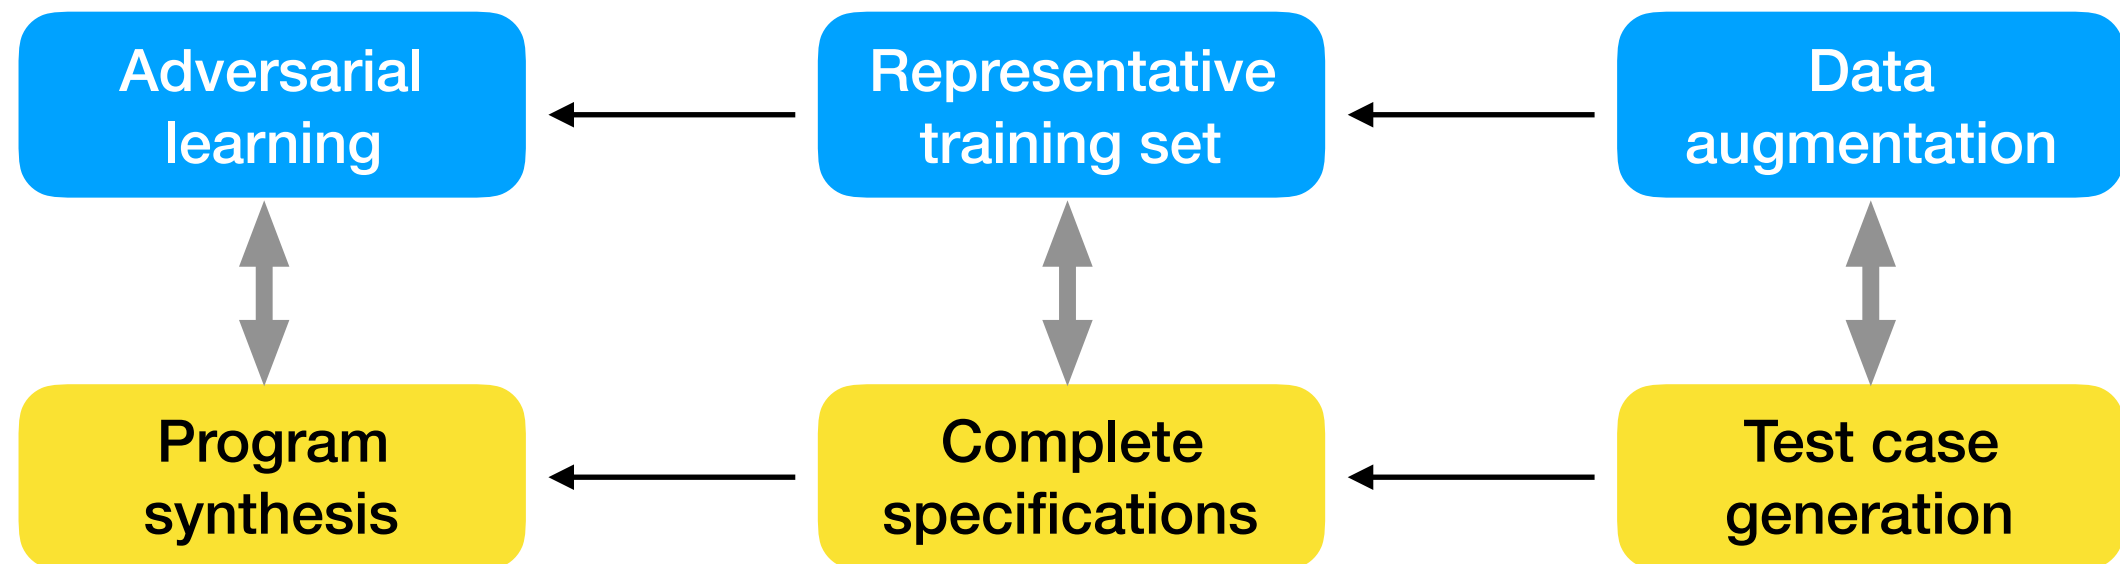 Adversarial
learning
Representative
training set
Data
augmentation
Program
synthesis
Complete
specifications
Test case
generation